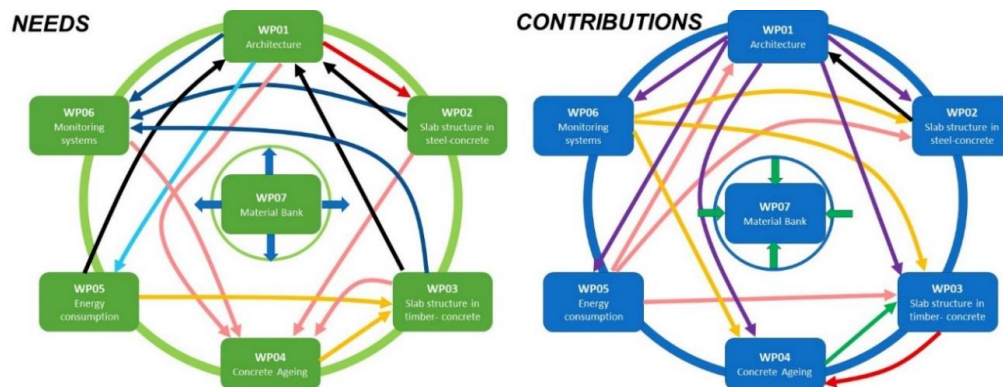 NEEDS
WP01
Architecture
WP06
Monitoring
systems
WP02
Slab structure in
steel-concrete
WP07
Material Bank
WP05
Energy
consumption
WP03
Slab structure in
timber- concrete
WP04
Concrete Ageing
CONTRIBUTIONS
WP01
Architecture
WP06
Monitoring
systems
WP02
Slab structure in
steel-concrete
WP07
Material Bank
WP05
Energy
consumption
WP03
Slab structure in
timber- concrete
WP04
Concrete Ageing